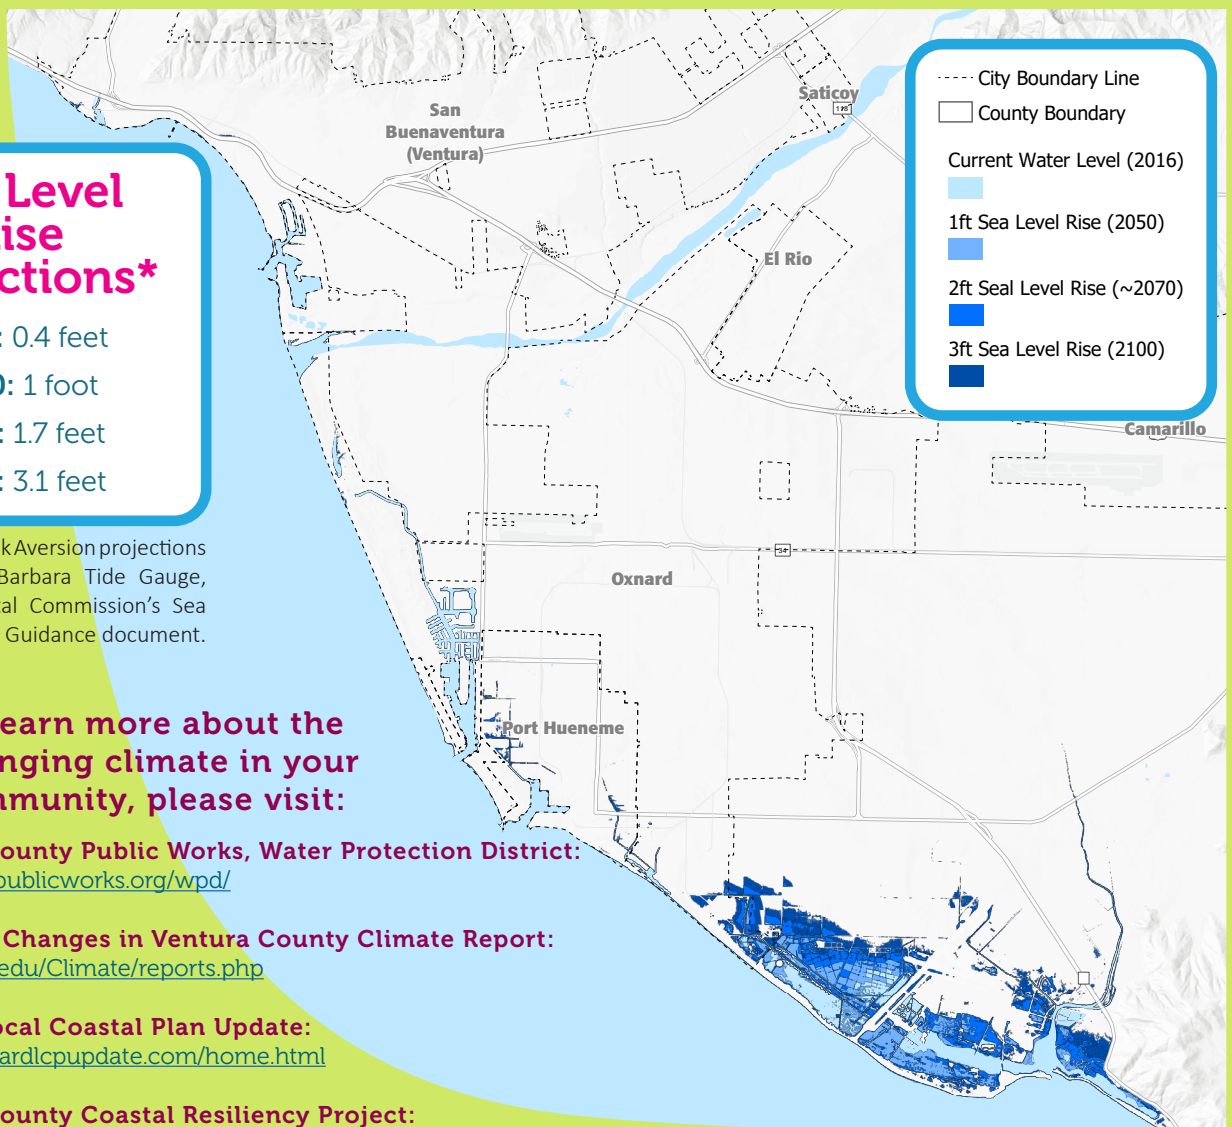 Level
ctions*
: 0.4 feet
: 1 foot
: 1.7 feet
: 3.1 feet
Aversion projections
Barbara Tide Gauge,
Commission's Sea
Guidance document.
earn more about the
nging climate in your
mmunity, please visit:
ounty Public Works, Water Protection District:
publicworks.org/wpd/
Changes in Ventura County Climate Report:
edu/Climate/reports.php
ocal Coastal Plan Update:
ardlcpupdate.com/home.html
ounty Coastal Resiliency Project:
San
Buenaventura
(Ventura)
Saticoy
118
El Rio
Camarillo
34
Oxnard
Port Hueneme
City Boundary Line
County Boundary
Current Water Level (2016)
1ft Sea Level Rise (2050)
2ft Seal Level Rise (~2070)
3ft Sea Level Rise (2100)